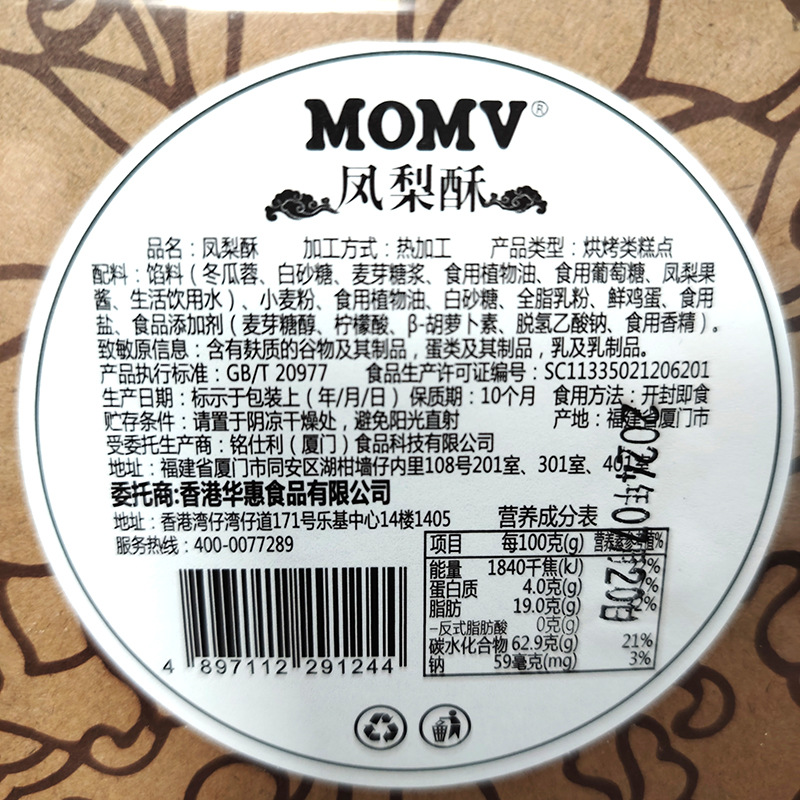 MOMV®
凤梨酥
品名：凤梨酥 加工方式：热加工 产品类型：烘烤类糕点
配料：馅料（冬瓜蓉、白砂糖、麦芽糖浆、食用植物油、食用葡萄糖、凤梨果
酱、生活饮用水）、小麦粉、食用植物油、白砂糖、全脂乳粉、鲜鸡蛋、食用
盐、食品添加剂（麦芽糖醇、柠檬酸、β-胡萝卜素、脱氢乙酸钠、食用香精）。
致敏原信息：含有麸质的谷物及其制品，蛋类及其制品，乳及乳制品。
产品执行标准：GB/T 20977 食品生产许可证编号：SC11335021206201
生产日期：标示于包装上（年/月/日）保质期：10个月 食用方法：开封即食
贮存条件：请置于阴凉干燥处，避免阳光直射 产地：福建省厦门市
受委托生产商：铭仕利（厦门）食品科技有限公司
地址：福建省厦门市同安区湖柑墙仔内里108号201室、301室、
委托商:香港华惠食品有限公司
地址：香港湾仔湾仔道171号乐基中心14楼1405
服务热线：400-0077289
营养成分表
项目 每100克(g) 营养素参考值%
能量 1840千焦(kJ)
蛋白质 4.0克(g)
脂肪 19.0克(g)
–反式脂肪酸 0克(g)
碳水化合物 62.9克(g) 21%
钠 59毫克(mg) 3%
2024年07月20日
4 897112 291244